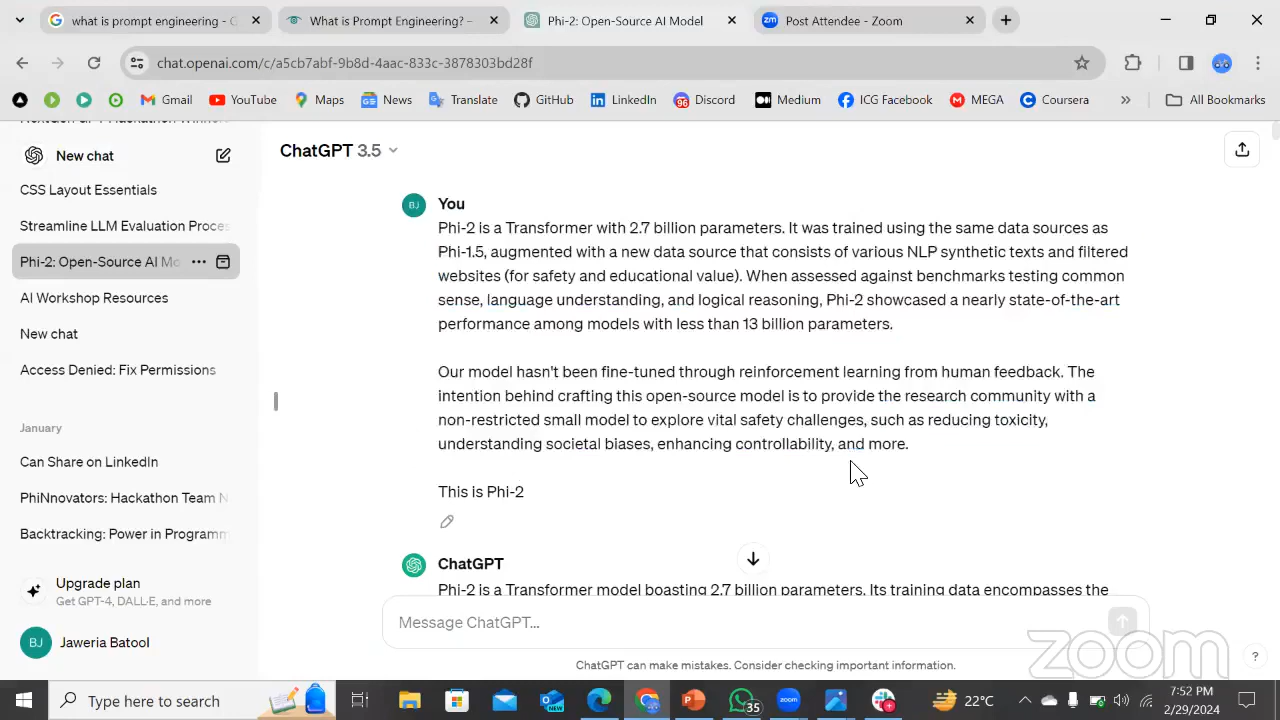 what is prompt engineering - G
What is Prompt Engineering? –
Phi-2: Open-Source AI Model
zm
Post Attendee - Zoom
chat.openai.com/c/a5cb7abf-9b8d-4aac-833c-3878303bd28f
Gmail
YouTube
Maps
News
Translate
GitHub
LinkedIn
96
Discord
Medium
ICG Facebook
MEGA
Coursera
All Bookmarks
New chat
CSS Layout Essentials
Streamline LLM Evaluation Proces
Phi-2: Open-Source AI Mo
AI Workshop Resources
New chat
Access Denied: Fix Permissions
January
Can Share on LinkedIn
PhiNnovators: Hackathon Team N
Backtracking: Power in Programm
Upgrade plan
Get GPT-4, DALL·E, and more
BJ
Jaweria Batool
ChatGPT 3.5
BJ
You
Phi-2 is a Transformer with 2.7 billion parameters. It was trained using the same data sources as
Phi-1.5, augmented with a new data source that consists of various NLP synthetic texts and filtered
websites (for safety and educational value). When assessed against benchmarks testing common
sense, language understanding, and logical reasoning, Phi-2 showcased a nearly state-of-the-art
performance among models with less than 13 billion parameters.
Our model hasn't been fine-tuned through reinforcement learning from human feedback. The
intention behind crafting this open-source model is to provide the research community with a
non-restricted small model to explore vital safety challenges, such as reducing toxicity,
understanding societal biases, enhancing controllability, and more.
This is Phi-2
ChatGPT
Phi-2 is a Transformer model boasting 2.7 billion parameters. Its training data encompasses the
Message ChatGPT...
ChatGPT can make mistakes. Consider checking important information.
?
zoom
Type here to search
NEW
35
zoom
22°C
7:52 PM
2/29/2024